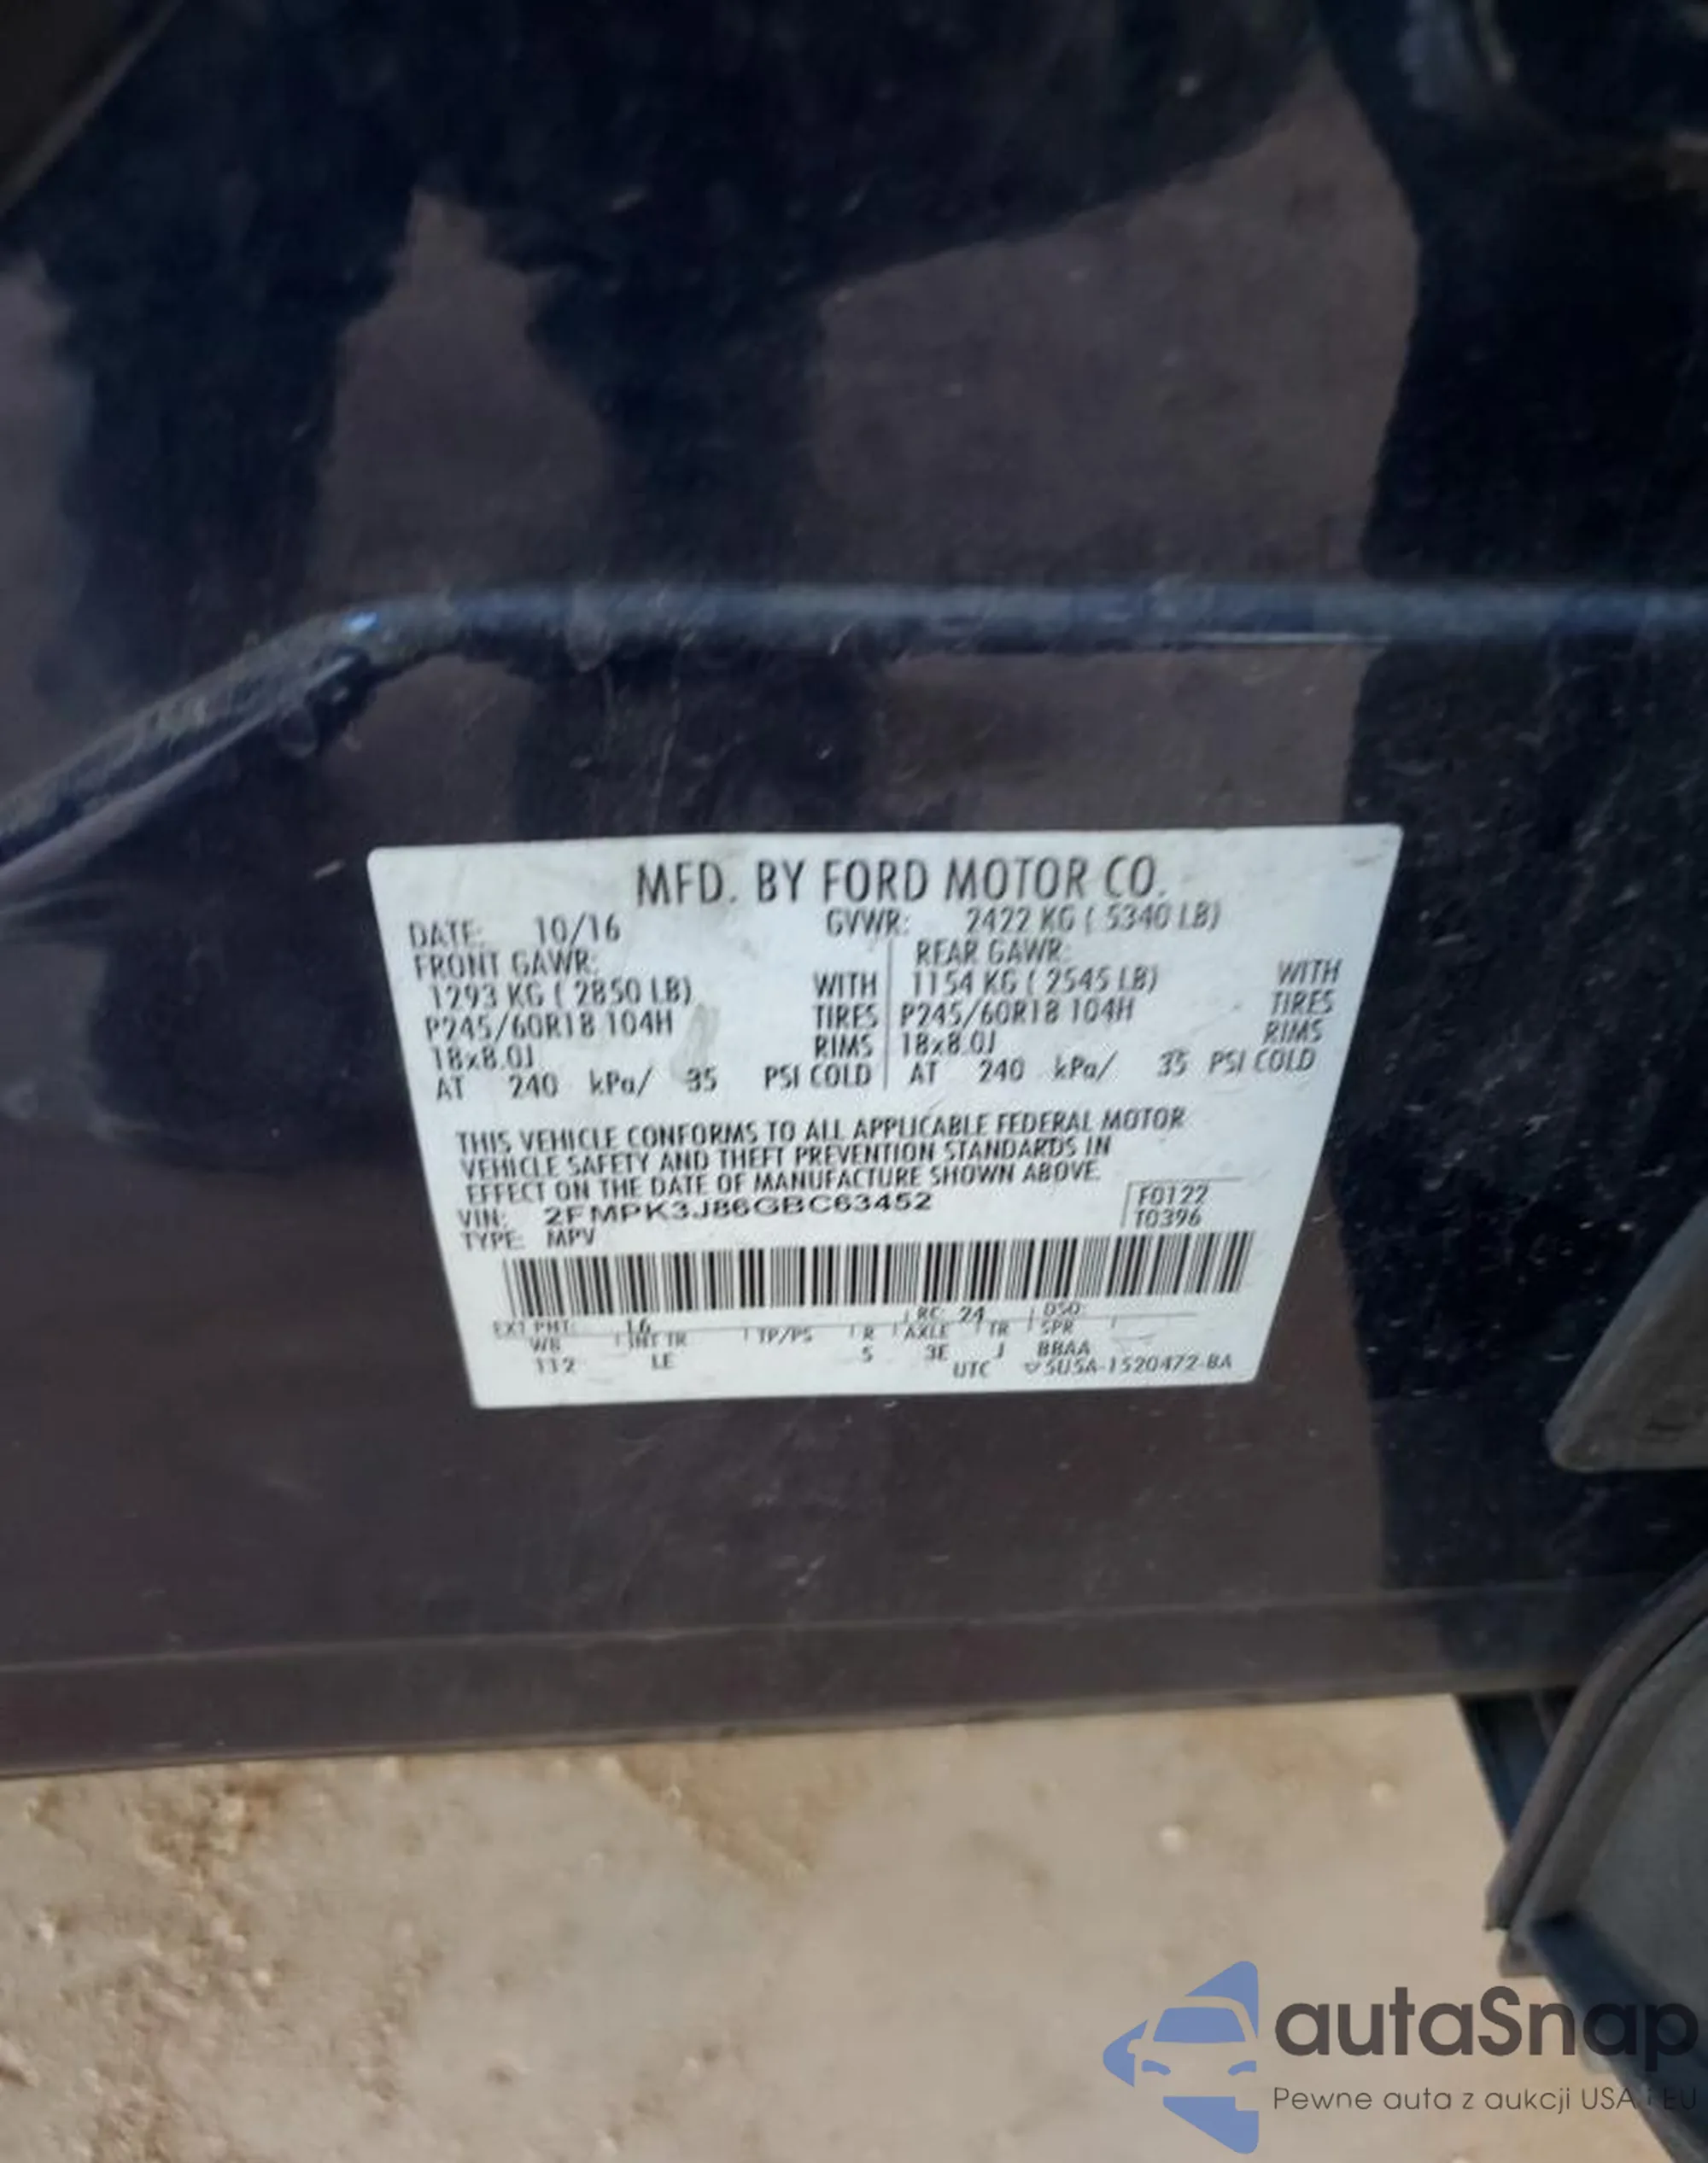 MFD. BY FORD MOTOR CO.
DATE: 10/16 GVWR: 2422 KG ( 5340 LB)
FRONT GAWR: REAR GAWR:
1293 KG ( 2850 LB) WITH 1154 KG ( 2545 LB) WITH
P245/60R18 104H TIRES P245/60R18 104H TIRES
18x8.0J RIMS 18x8.0J RIMS
AT 240 kPa/ 35 PSI COLD AT 240 kPa/ 35 PSI COLD
THIS VEHICLE CONFORMS TO ALL APPLICABLE FEDERAL MOTOR
VEHICLE SAFETY AND THEFT PREVENTION STANDARDS IN
EFFECT ON THE DATE OF MANUFACTURE SHOWN ABOVE.
VIN: 2FMPK3J86GBC63452 F0122
TYPE: MPV T0396
EXT PNT: L6 RC: 24 DSO:
WB INT TR TP/PS R AXLE TR SPR
112 LE 5 3E J BBAA
UTC 5U5A-1520472-BA
autaSnap
Pewne auta z aukcji USA i EU